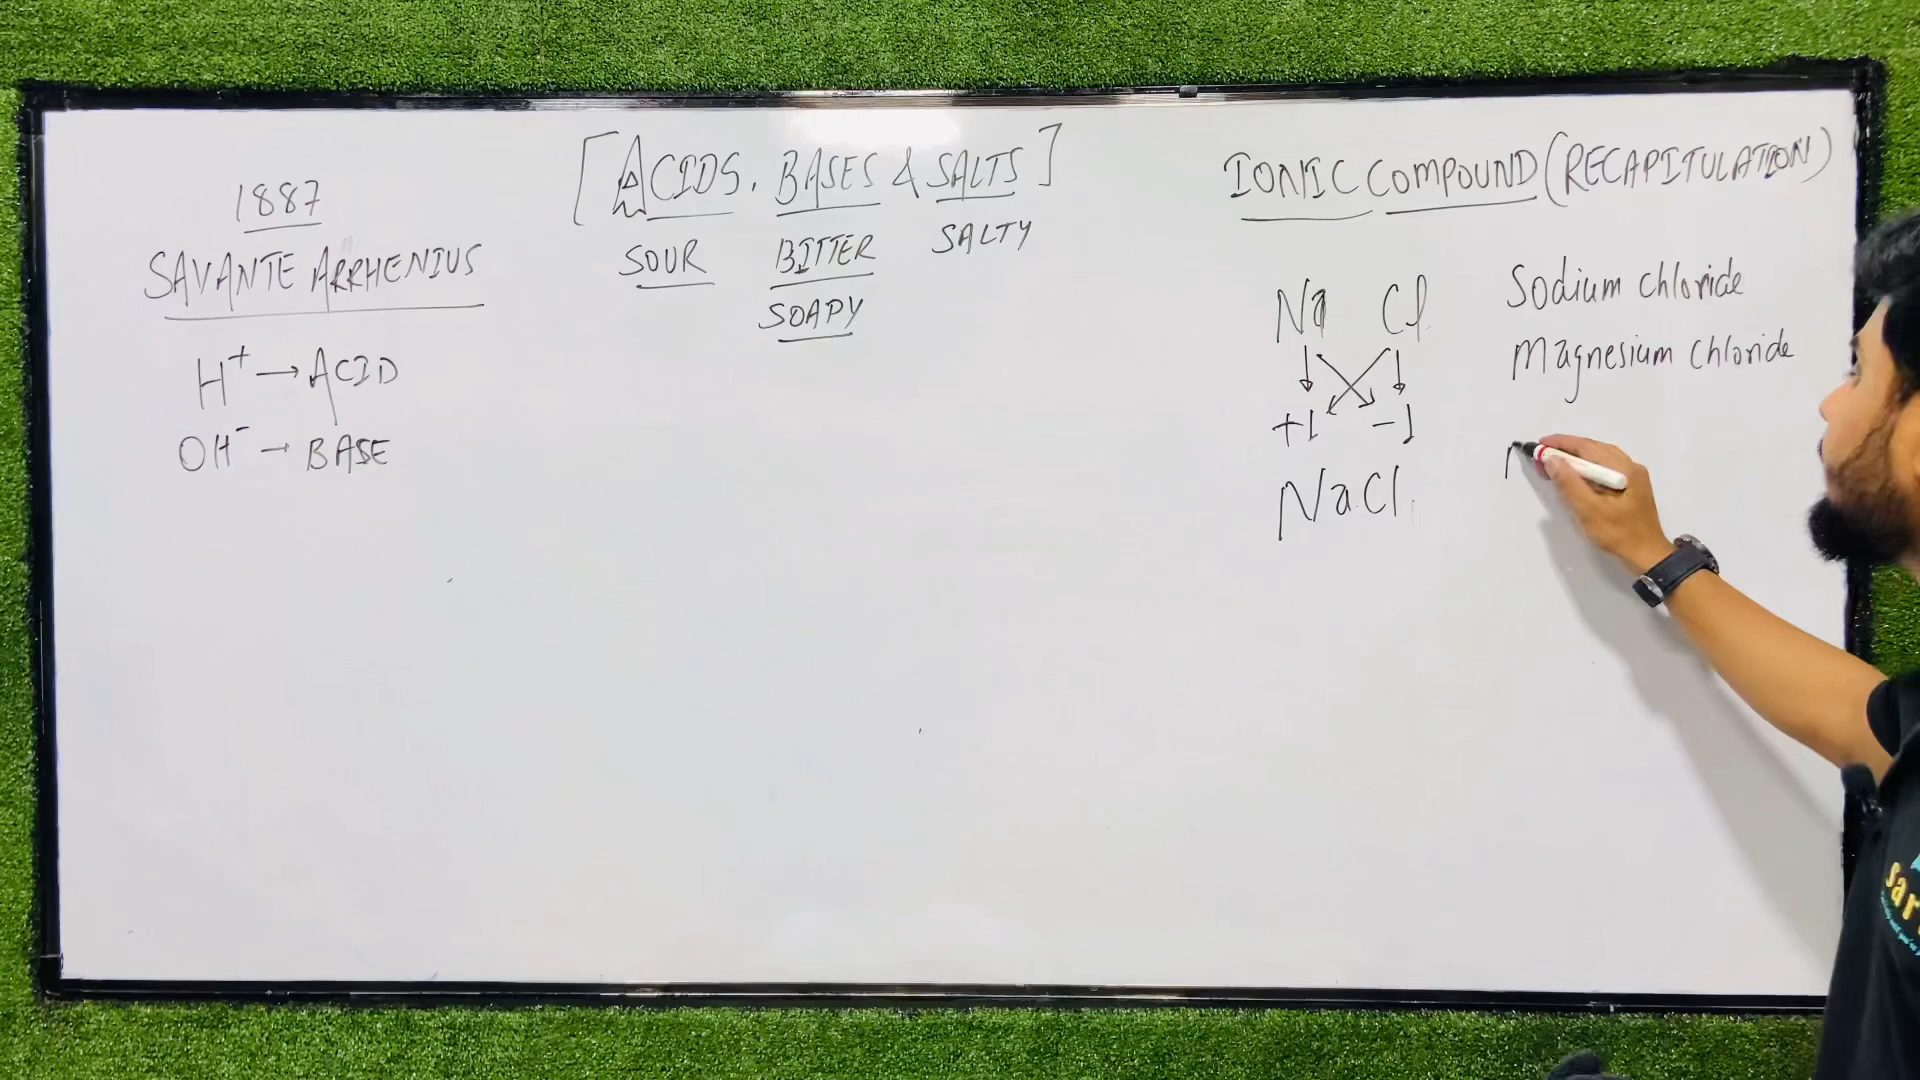 1887
SAVANTE ARRHENIUS
H+ → ACID
OH- → BASE
[ACIDS, BASES & SALTS]
SOUR BITTER SALTY
SOAPY
IONIC COMPOUND (RECAPITULATION)
Na Cl
+1 -1
NaCl
Sodium chloride
Magnesium chloride